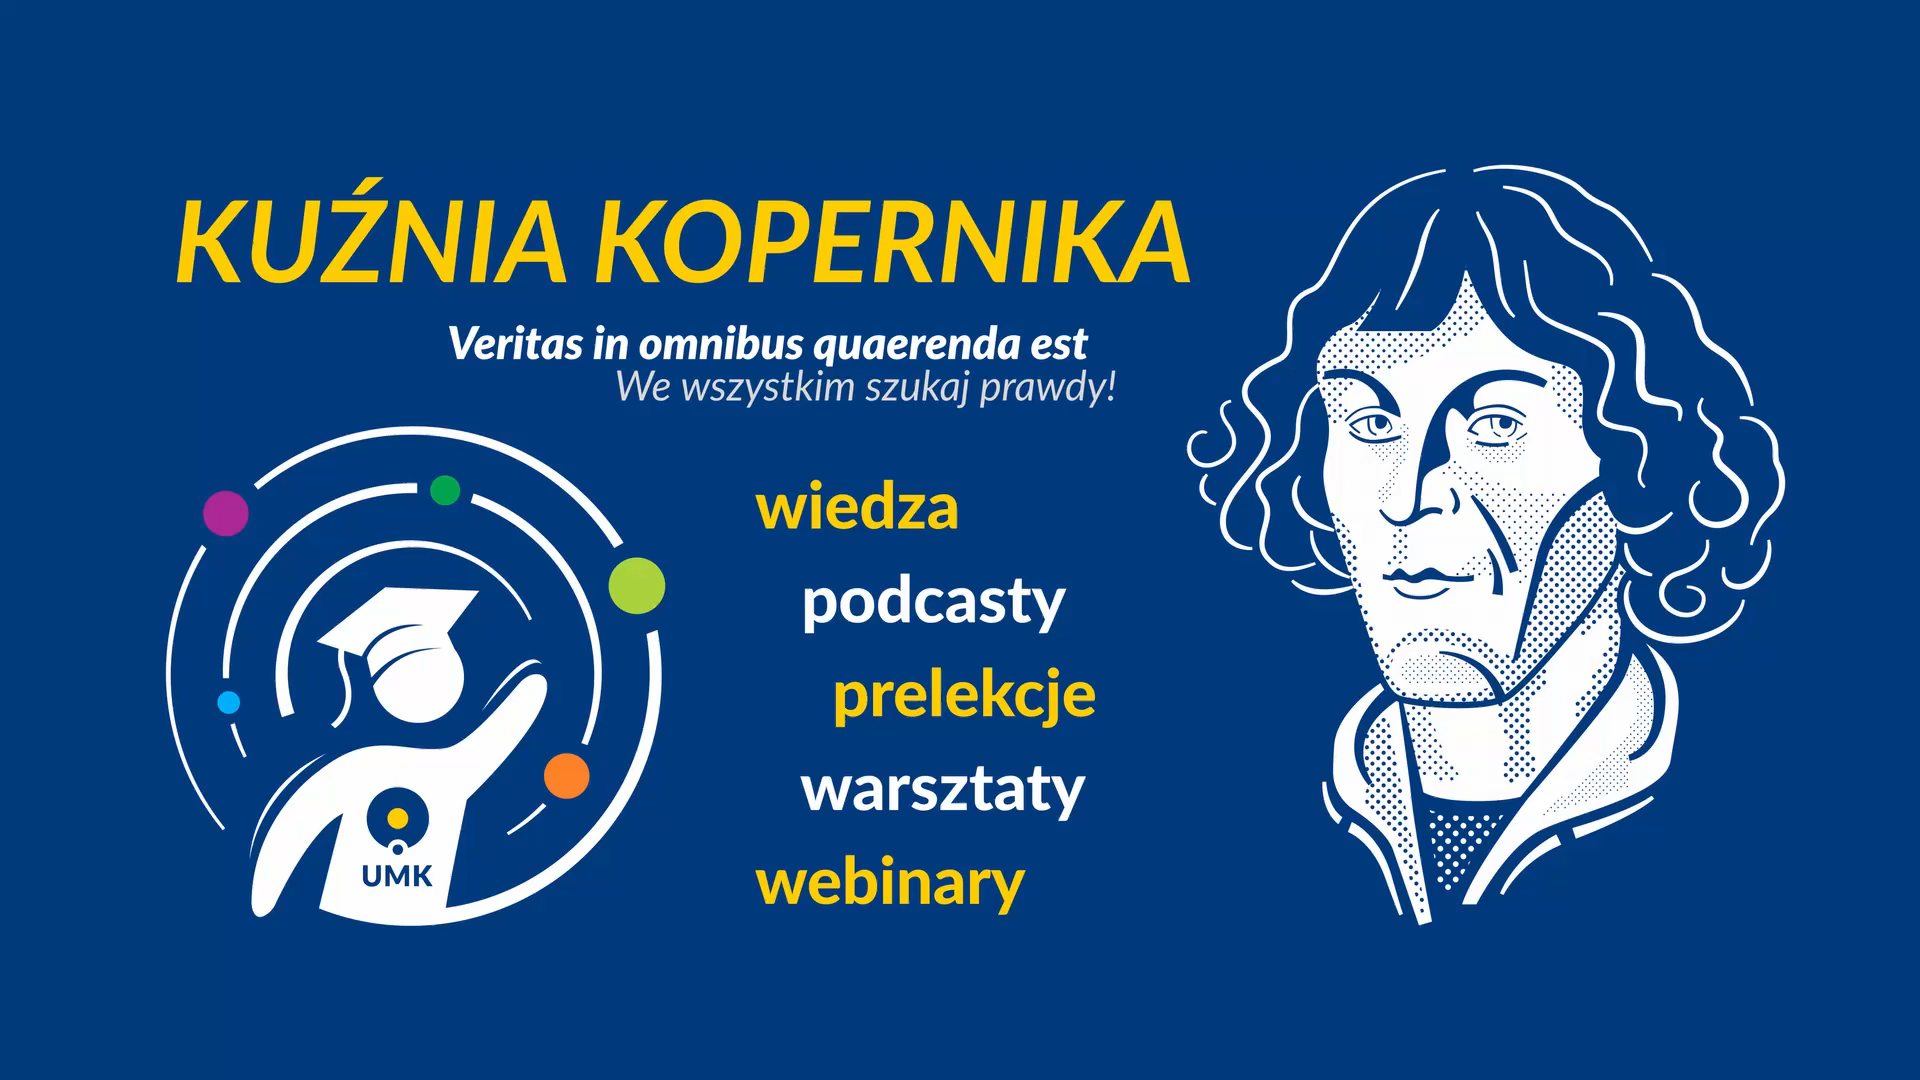 KUŹNIA KOPERNIKA
Veritas in omnibus quaerenda est
We wszystkim szukaj prawdy!
wiedza
podcasty
prelekcje
warsztaty
webinary
UMK